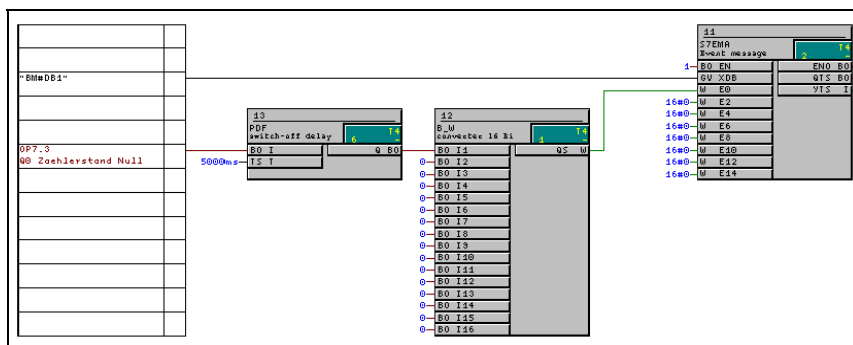 "BM#DB1"
OP7.3
Q0 Zaehlerstand Null
13
PDF
switch-off delay
T4
6
BO I
Q BO
5000ms
TS T
12
B_W
converter 16 Bi
T4
1
BO I1
QS W
0
BO I2
0
BO I3
0
BO I4
0
BO I5
0
BO I6
0
BO I7
0
BO I8
0
BO I9
0
BO I10
0
BO I11
0
BO I12
0
BO I13
0
BO I14
0
BO I15
0
BO I16
11
S7EMA
Event message
T4
2
1
BO EN
ENO BO
GV XDB
QTS BO
W E0
YTS I
16#0
W E2
16#0
W E4
16#0
W E6
16#0
W E8
16#0
W E10
16#0
W E12
16#0
W E14